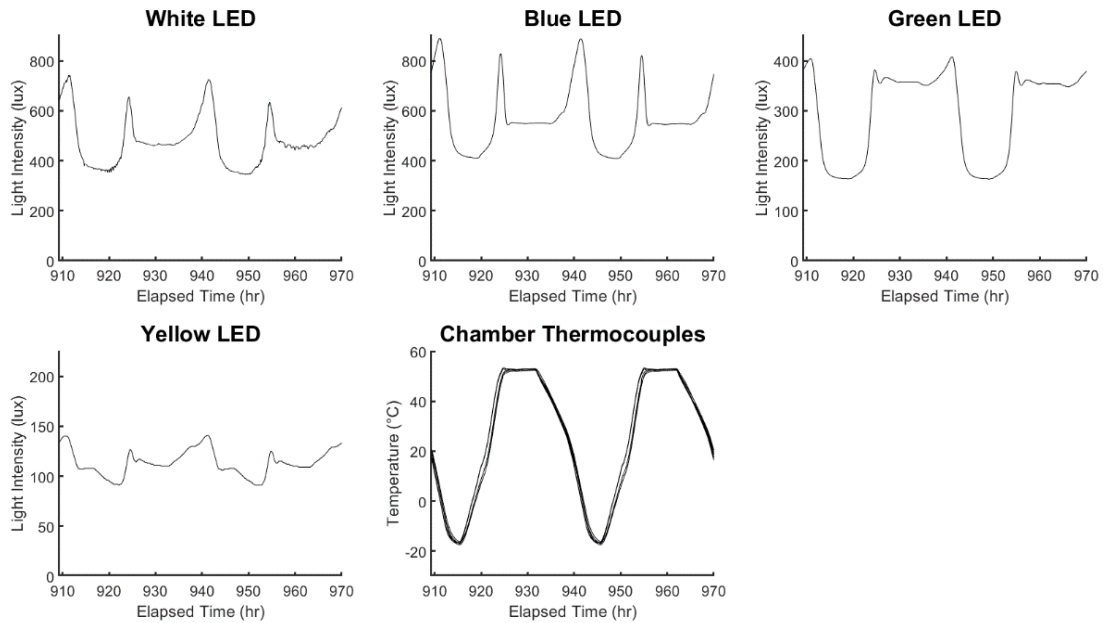 White LED
Blue LED
Green LED
Light Intensity (lux)
800
600
400
200
0
910 920 930 940 950 960 970
Elapsed Time (hr)
Light Intensity (lux)
800
600
400
200
0
910 920 930 940 950 960 970
Elapsed Time (hr)
Light Intensity (lux)
400
300
200
100
0
910 920 930 940 950 960 970
Elapsed Time (hr)
Yellow LED
Chamber Thermocouples
Light Intensity (lux)
200
150
100
50
0
910 920 930 940 950 960 970
Elapsed Time (hr)
Temperature (°C)
60
40
20
0
-20
910 920 930 940 950 960 970
Elapsed Time (hr)